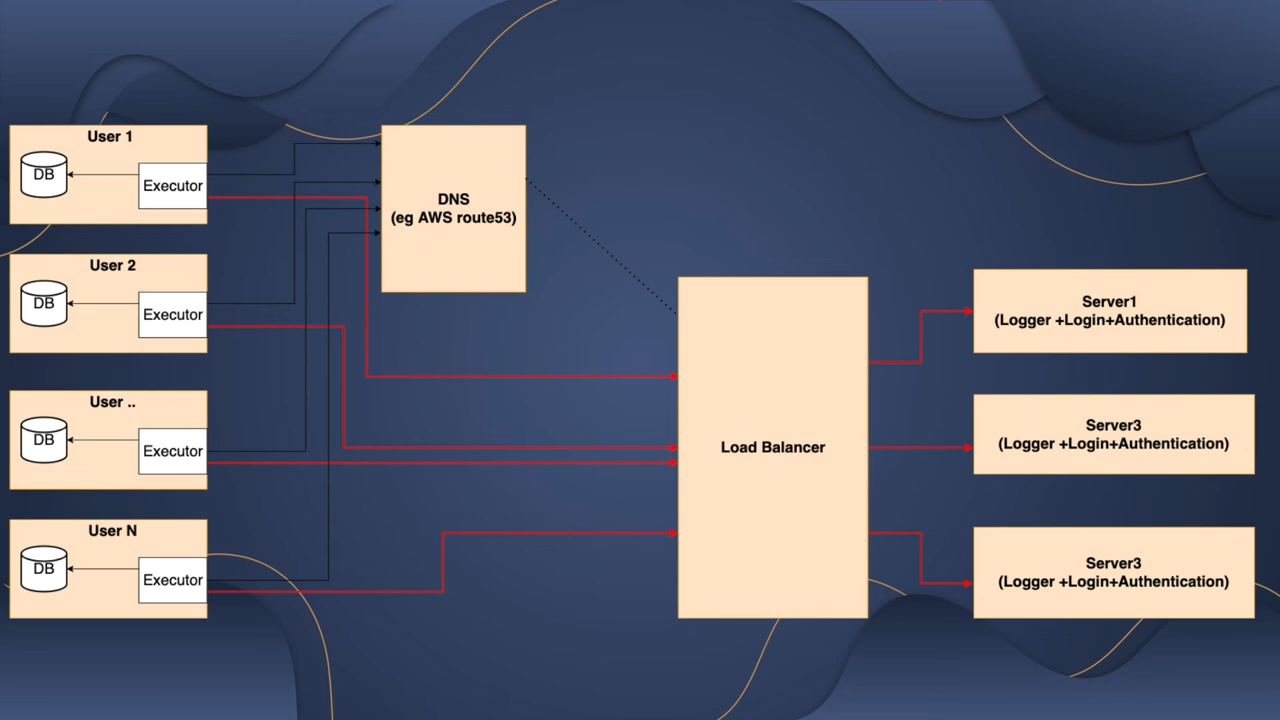 User 1
DB
Executor
User 2
DB
Executor
User ..
DB
Executor
User N
DB
Executor
DNS
(eg AWS route53)
Load Balancer
Server1
(Logger +Login+Authentication)
Server3
(Logger +Login+Authentication)
Server3
(Logger +Login+Authentication)